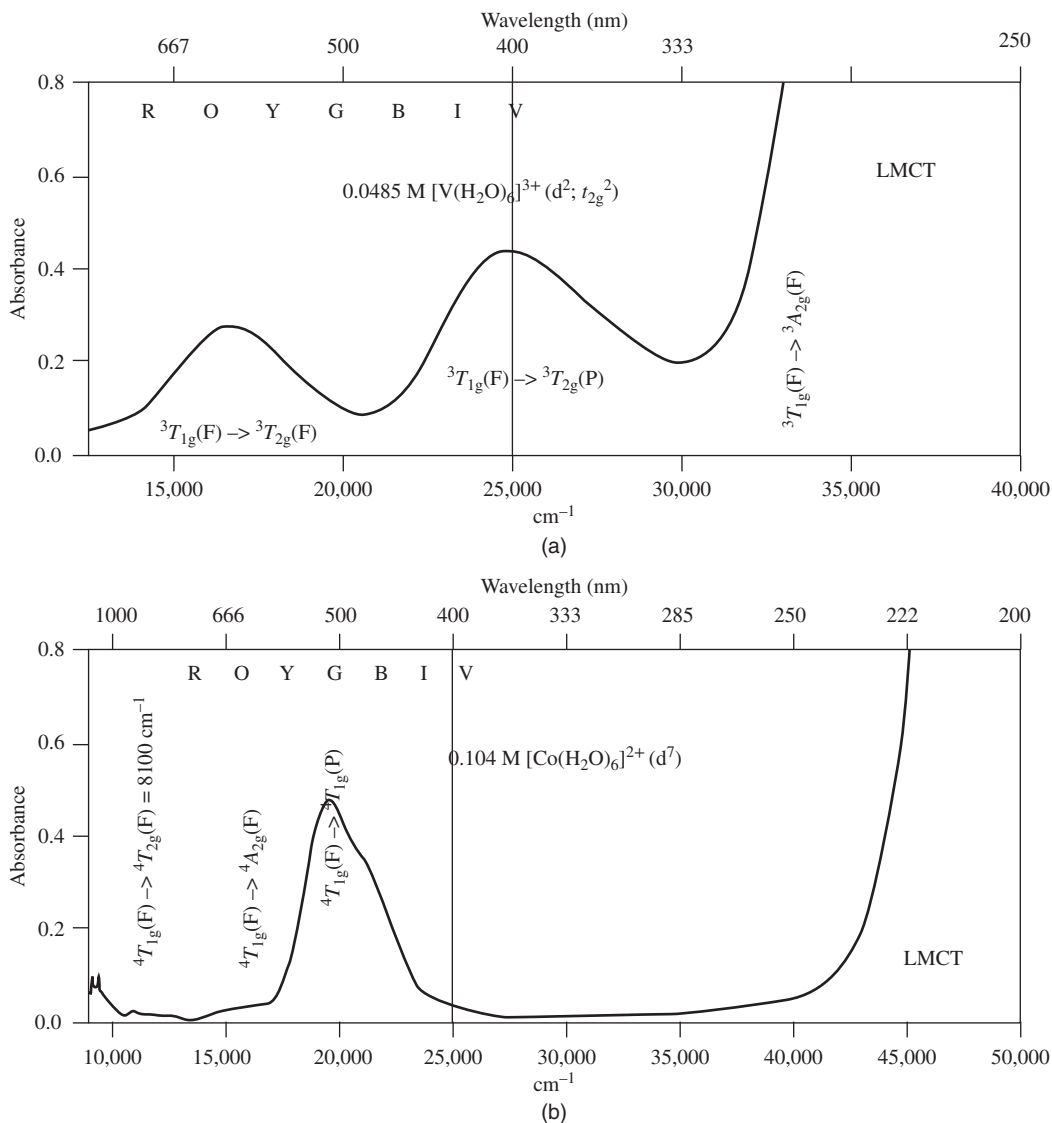 Wavelength (nm)
667 500 400 333 250
0.8
R O Y G B I V
0.6
LMCT
0.0485 M [V(H₂O)₆]³⁺ (d²; t₂g²)
Absorbance
0.4
³T₁g(F) –> ³A₂g(F)
0.2
³T₁g(F) –> ³T₂g(P)
³T₁g(F) –> ³T₂g(F)
0.0
15,000 20,000 25,000 30,000 35,000 40,000
cm⁻¹
(a)
Wavelength (nm)
1000 666 500 400 333 285 250 222 200
0.8
R O Y G B I V
0.6
0.104 M [Co(H₂O)₆]²⁺ (d⁷)
Absorbance
⁴T₁g(F) –> ⁴T₂g(F) = 8100 cm⁻¹
⁴T₁g(F) –> ⁴A₂g(F)
⁴T₁g(F) –> ⁴T₁g(P)
0.4
0.2
LMCT
0.0
10,000 15,000 20,000 25,000 30,000 35,000 40,000 45,000 50,000
cm⁻¹
(b)